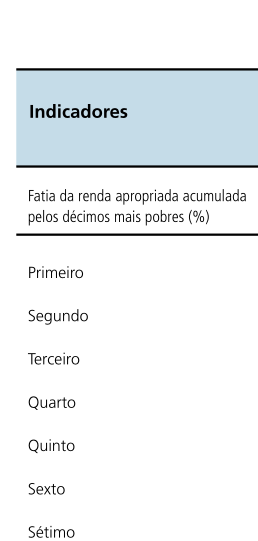 Indicadores
Fatia da renda apropriada acumulada
pelos décimos mais pobres (%)
Primeiro
Segundo
Terceiro
Quarto
Quinto
Sexto
Sétimo